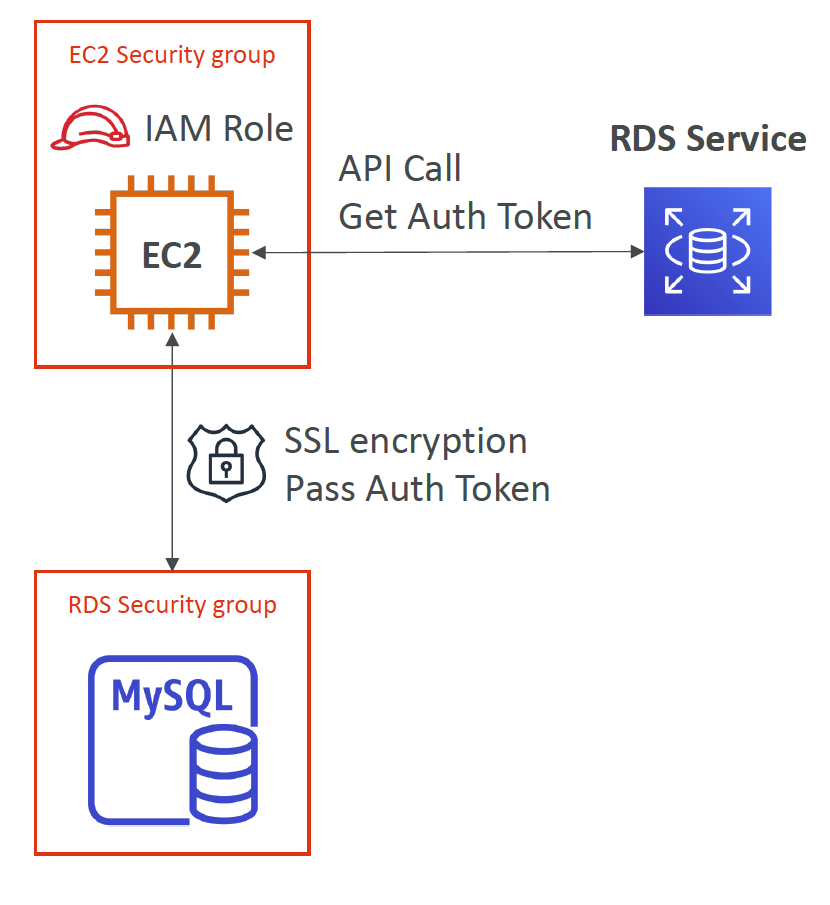 EC2 Security group
IAM Role
EC2
API Call
Get Auth Token
RDS Service
SSL encryption
Pass Auth Token
RDS Security group
MySQL